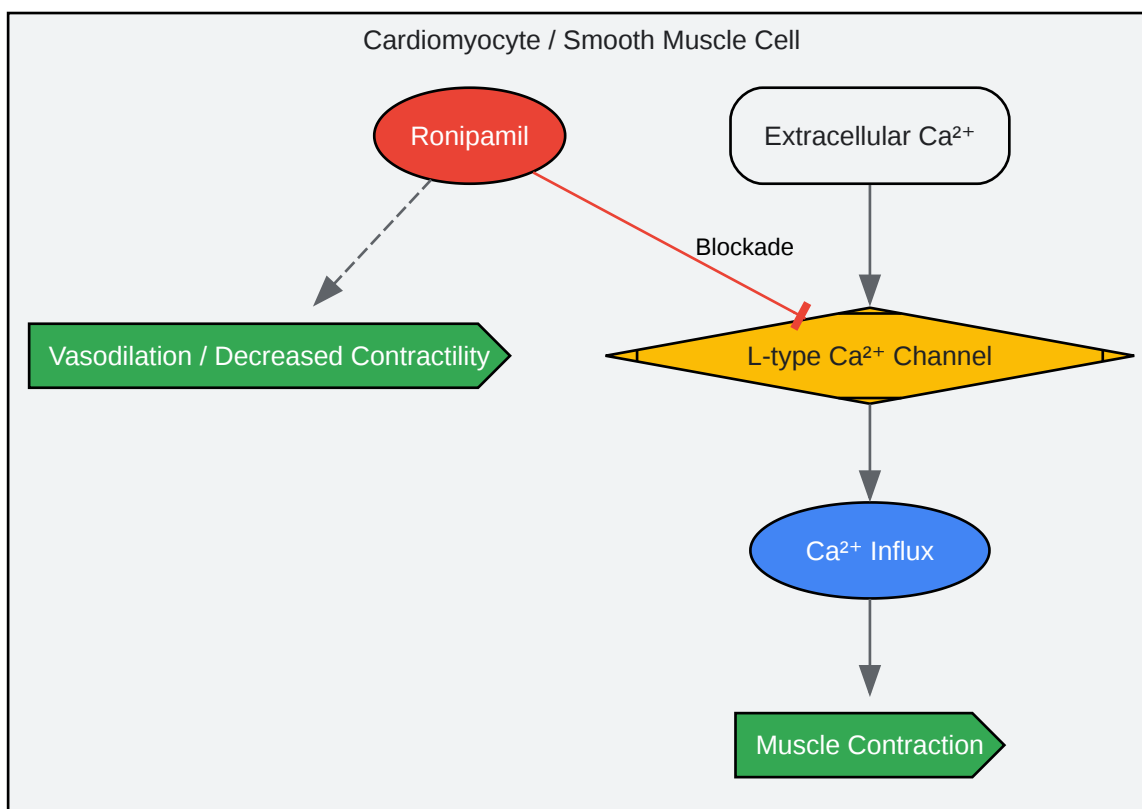 Cardiomyocyte / Smooth Muscle Cell
Ronipamil
Extracellular Ca²⁺
Blockade
Vasodilation / Decreased Contractility
L-type Ca²⁺ Channel
Ca²⁺ Influx
Muscle Contraction